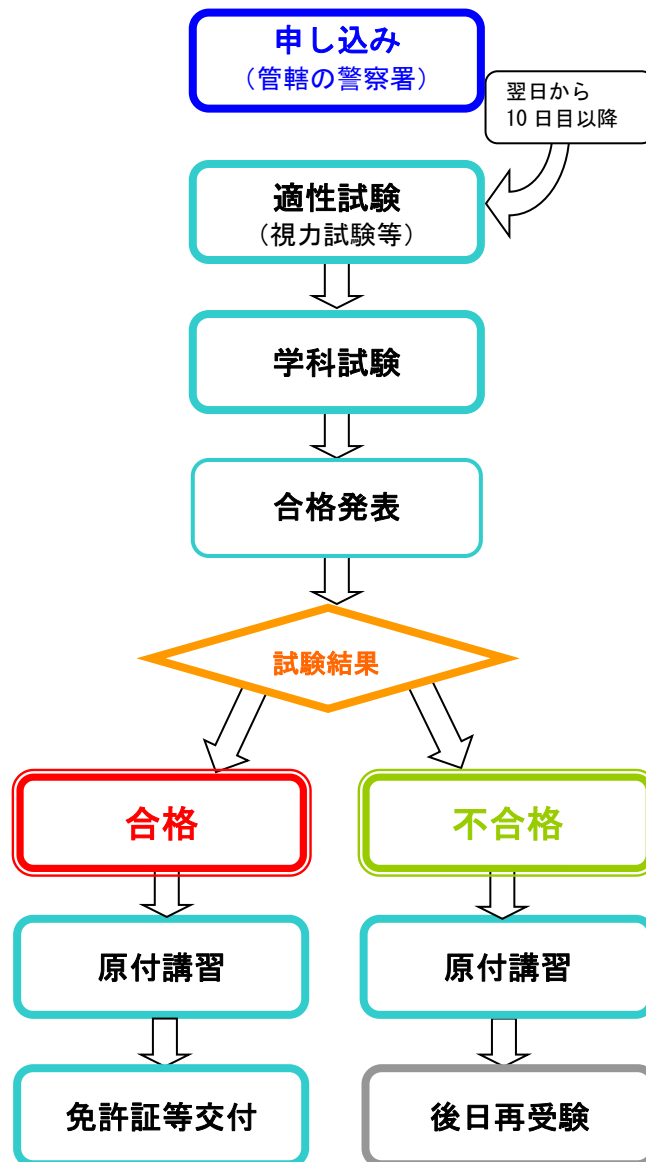 申し込み
（管轄の警察署）
翌日から
10 日目以降
適性試験
（視力試験等）
学科試験
合格発表
試験結果
合格
不合格
原付講習
原付講習
免許証等交付
後日再受験